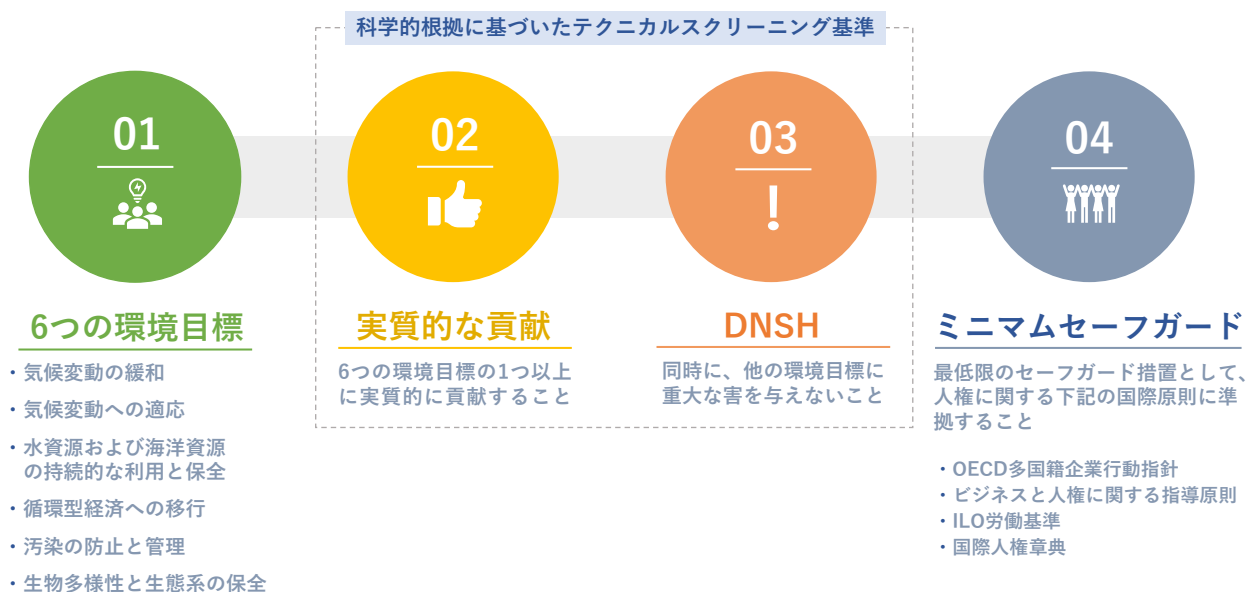 科学的根拠に基づいたテクニカルスクリーニング基準
01
6つの環境目標
・気候変動の緩和
・気候変動への適応
・水資源および海洋資源
の持続的な利用と保全
・循環型経済への移行
・汚染の防止と管理
・生物多様性と生態系の保全
02
実質的な貢献
6つの環境目標の1つ以上
に実質的に貢献すること
03
DNSH
同時に、他の環境目標に
重大な害を与えないこと
04
ミニマムセーフガード
最低限のセーフガード措置として、
人権に関する下記の国際原則に準
拠すること
・OECD多国籍企業行動指針
・ビジネスと人権に関する指導原則
・ILO労働基準
・国際人権章典